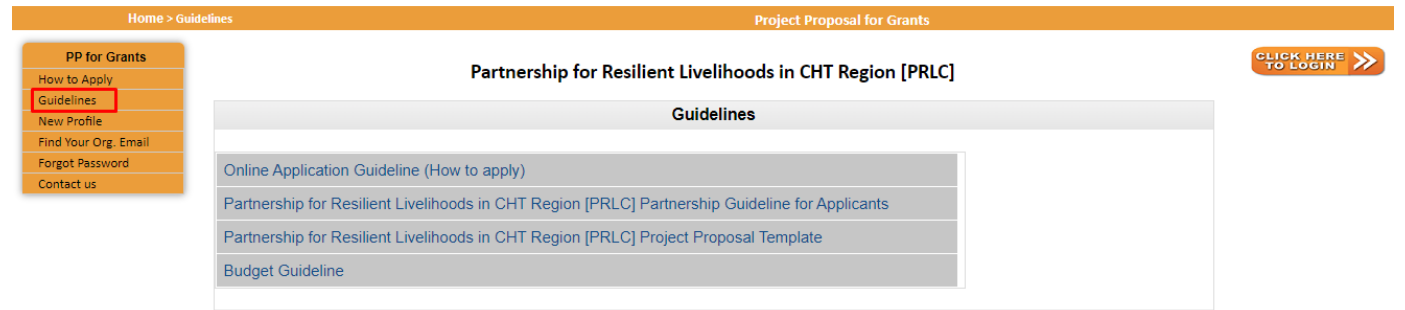 Home > Guidelines
Project Proposal for Grants
PP for Grants
How to Apply
Guidelines
New Profile
Find Your Org. Email
Forgot Password
Contact us
Partnership for Resilient Livelihoods in CHT Region [PRLC]
CLICK HERE
TO LOGIN
Guidelines
Online Application Guideline (How to apply)
Partnership for Resilient Livelihoods in CHT Region [PRLC] Partnership Guideline for Applicants
Partnership for Resilient Livelihoods in CHT Region [PRLC] Project Proposal Template
Budget Guideline